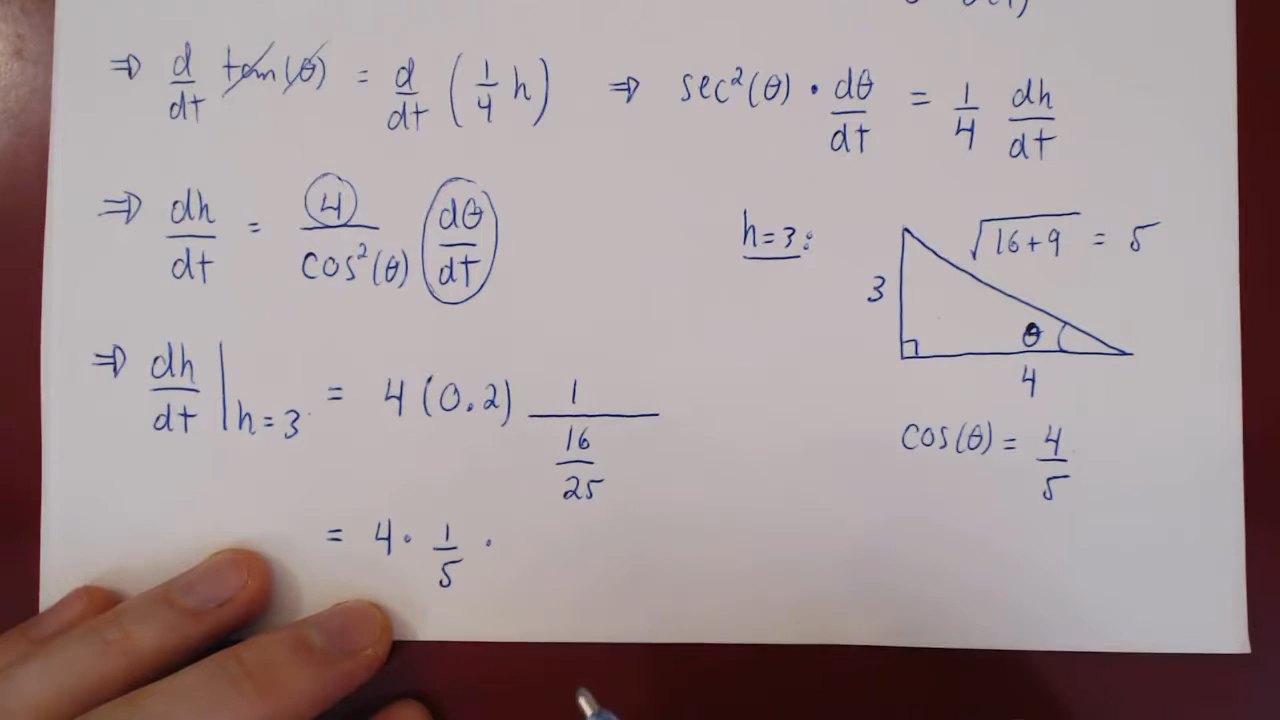 ⇒ d/dt tan(θ) = d/dt (1/4 h) ⇒ sec²(θ) · dθ/dt = 1/4 dh/dt
⇒ dh/dt = 4/cos²(θ) dθ/dt
h=3:
√16+9 = 5
3
θ
4
⇒ dh/dt |h=3 = 4(0.2) 1/(16/25)
cos(θ) = 4/5
= 4 · 1/5 ·